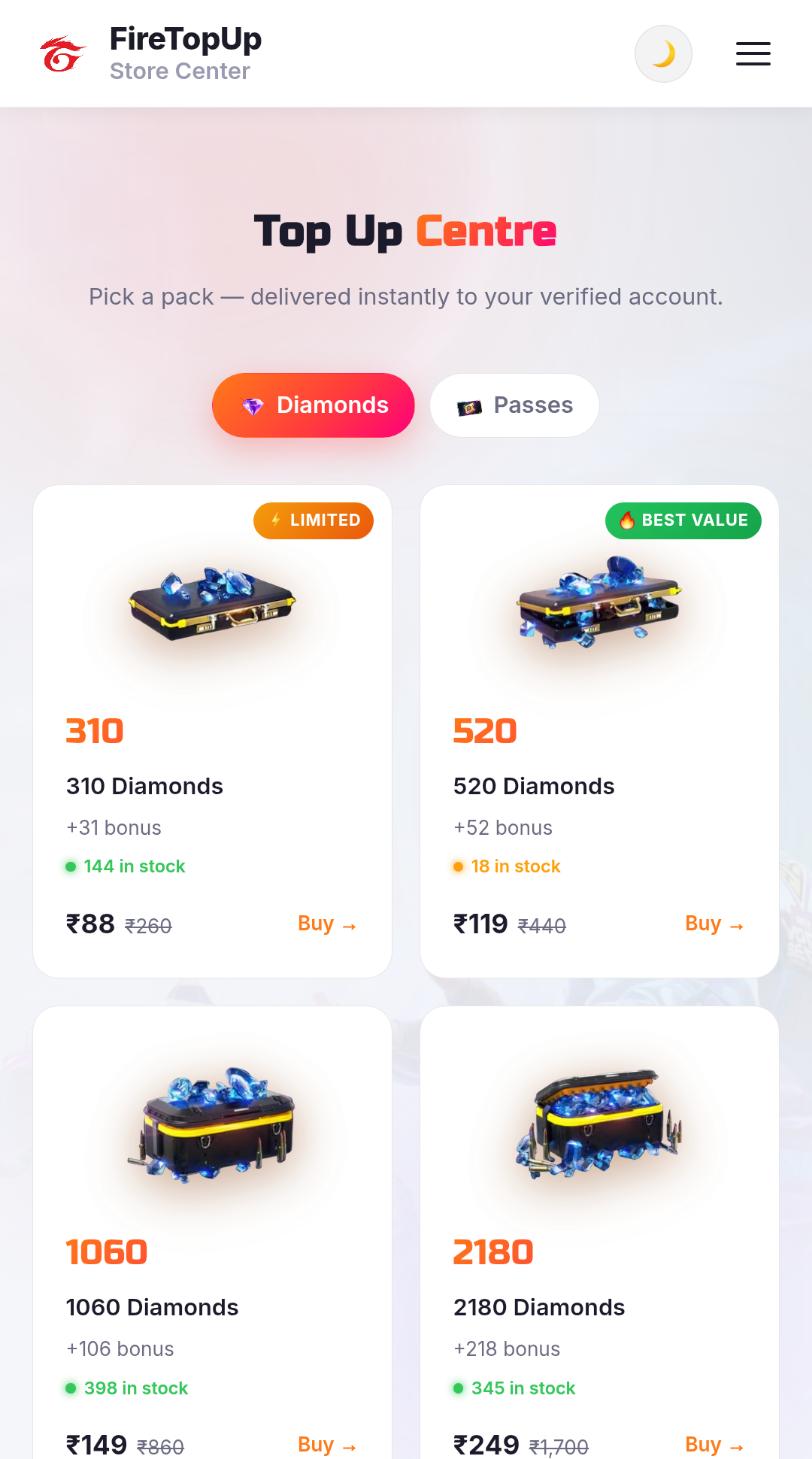 FireTopUp
Store Center
🌙
Top Up Centre
Pick a pack — delivered instantly to your verified account.
💎 Diamonds
Passes
⚡ LIMITED
310
310 Diamonds
+31 bonus
144 in stock
₹88 ₹260
Buy →
🔥 BEST VALUE
520
520 Diamonds
+52 bonus
18 in stock
₹119 ₹440
Buy →
1060
1060 Diamonds
+106 bonus
398 in stock
₹149 ₹860
Buy →
2180
2180 Diamonds
+218 bonus
345 in stock
₹249 ₹1,700
Buy →